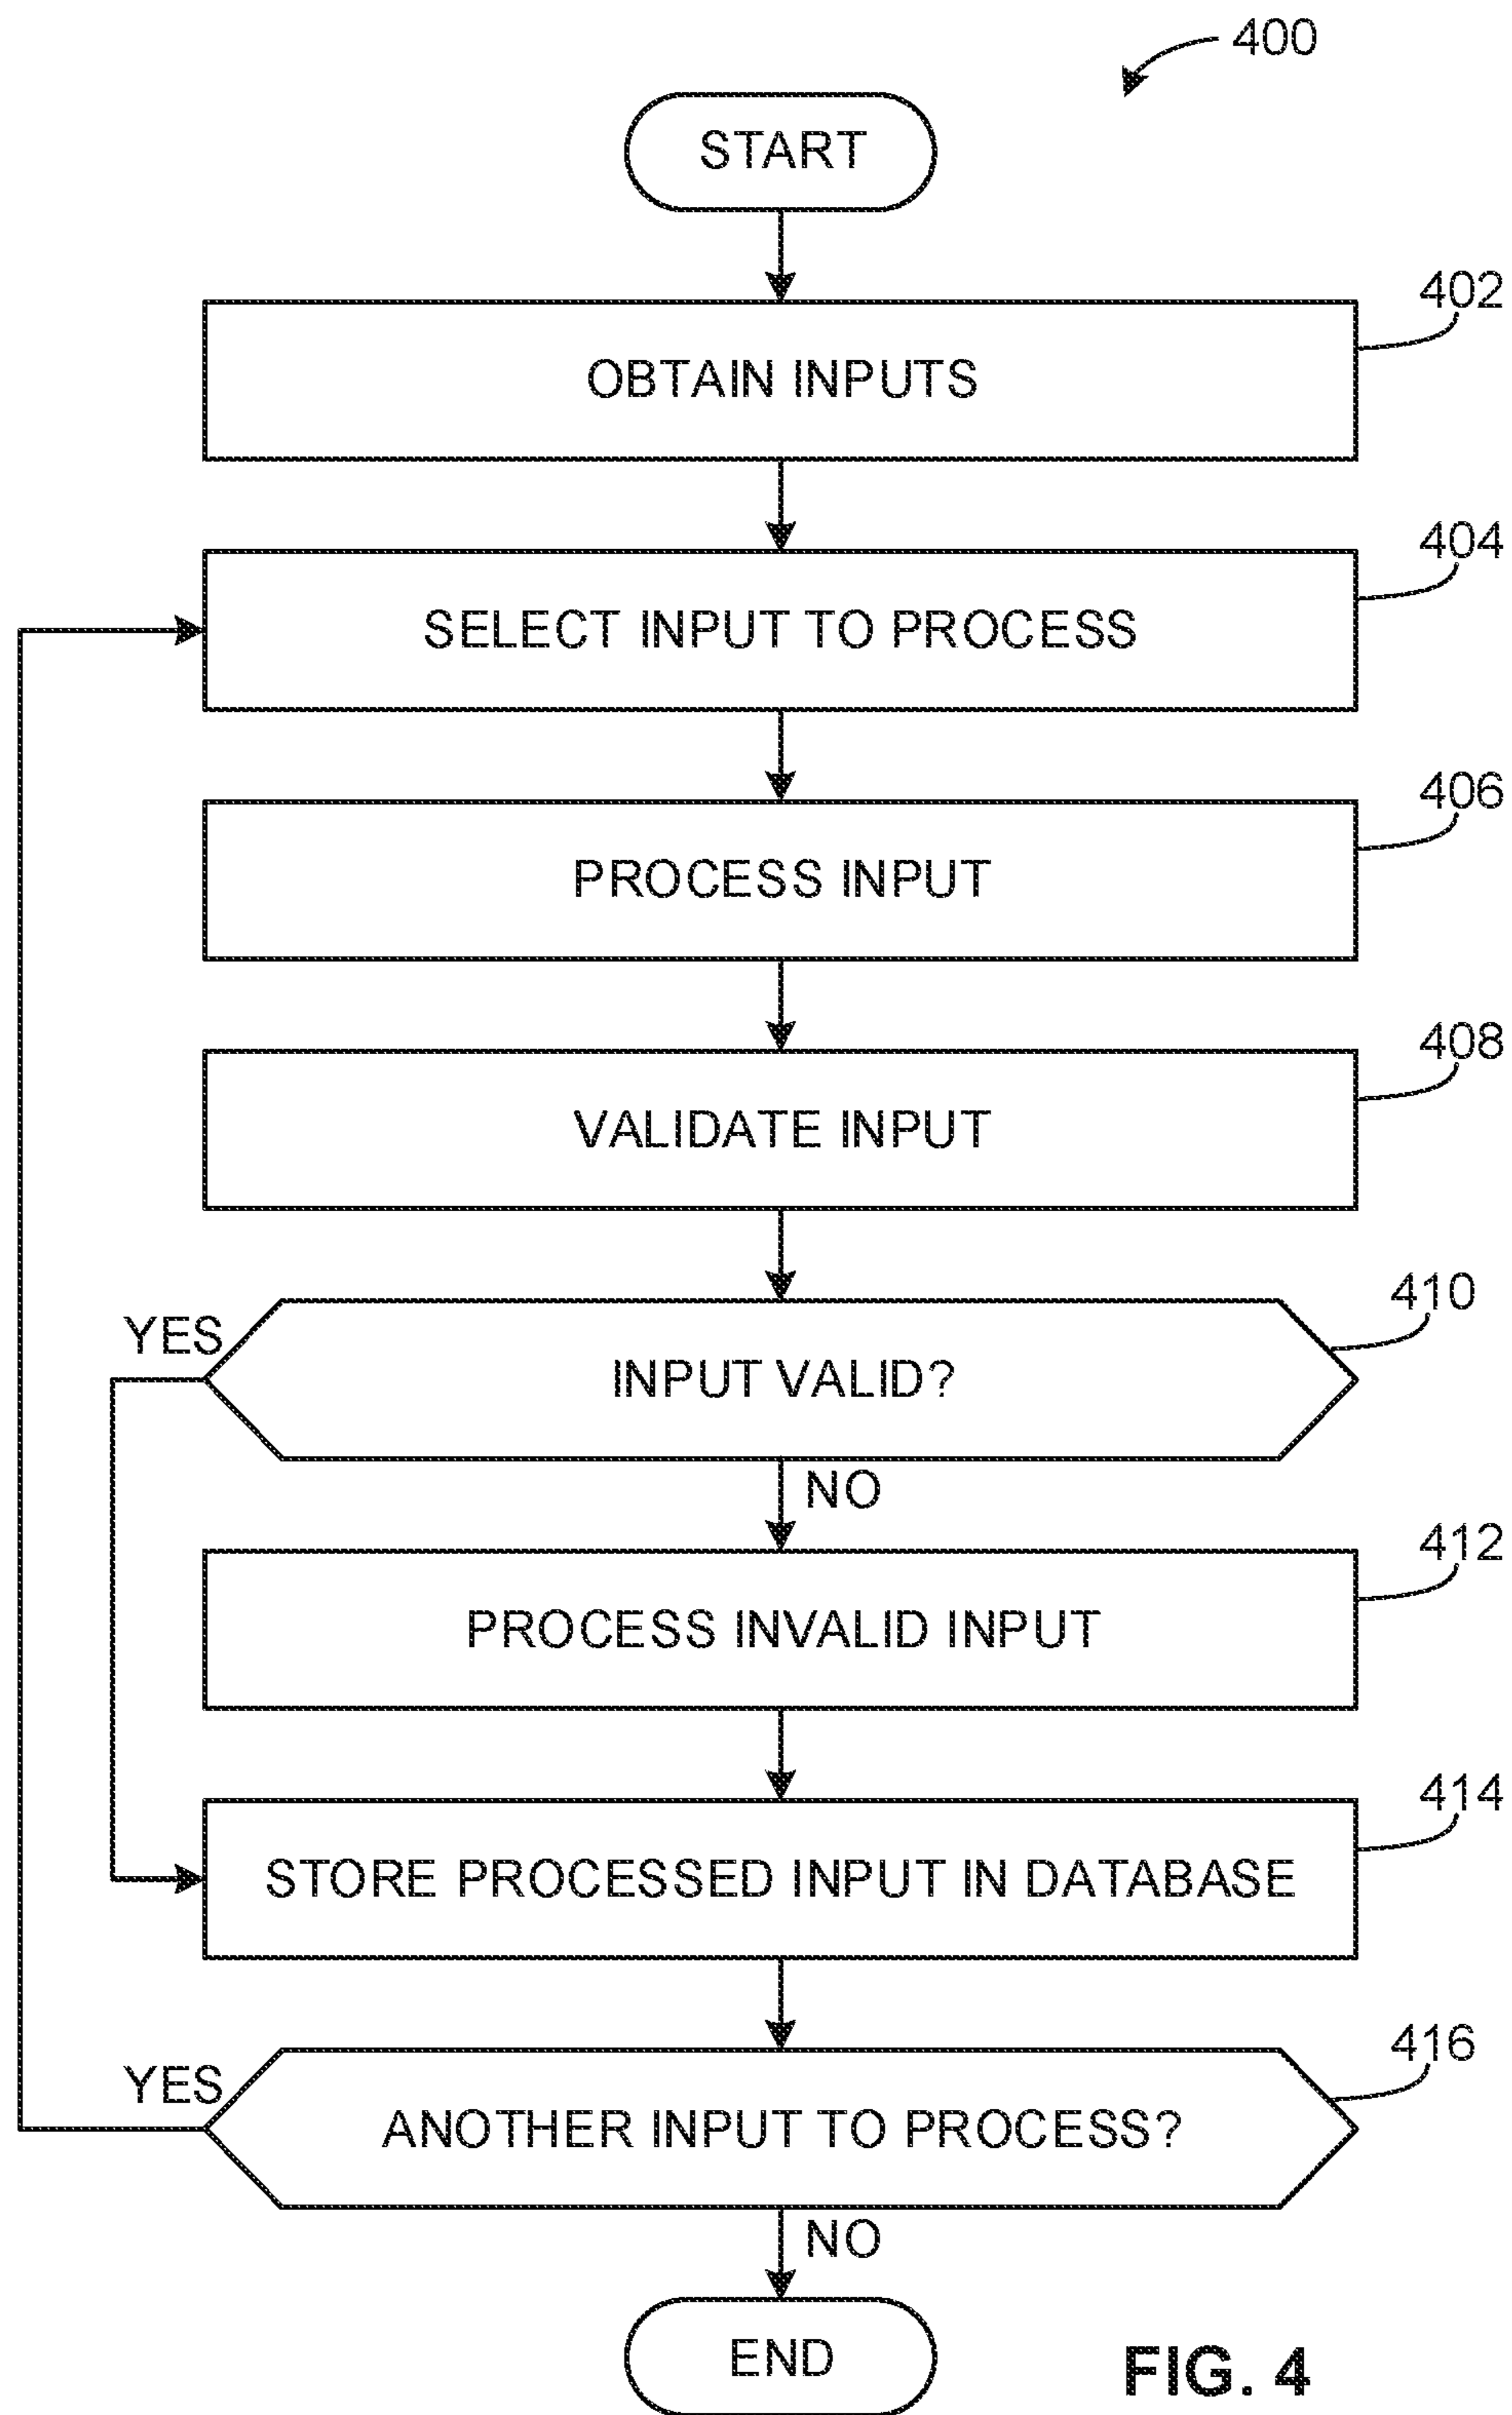 400
START
402
OBTAIN INPUTS
404
SELECT INPUT TO PROCESS
406
PROCESS INPUT
408
VALIDATE INPUT
410
YES
INPUT VALID?
NO
412
PROCESS INVALID INPUT
414
STORE PROCESSED INPUT IN DATABASE
416
YES
ANOTHER INPUT TO PROCESS?
NO
END
FIG. 4